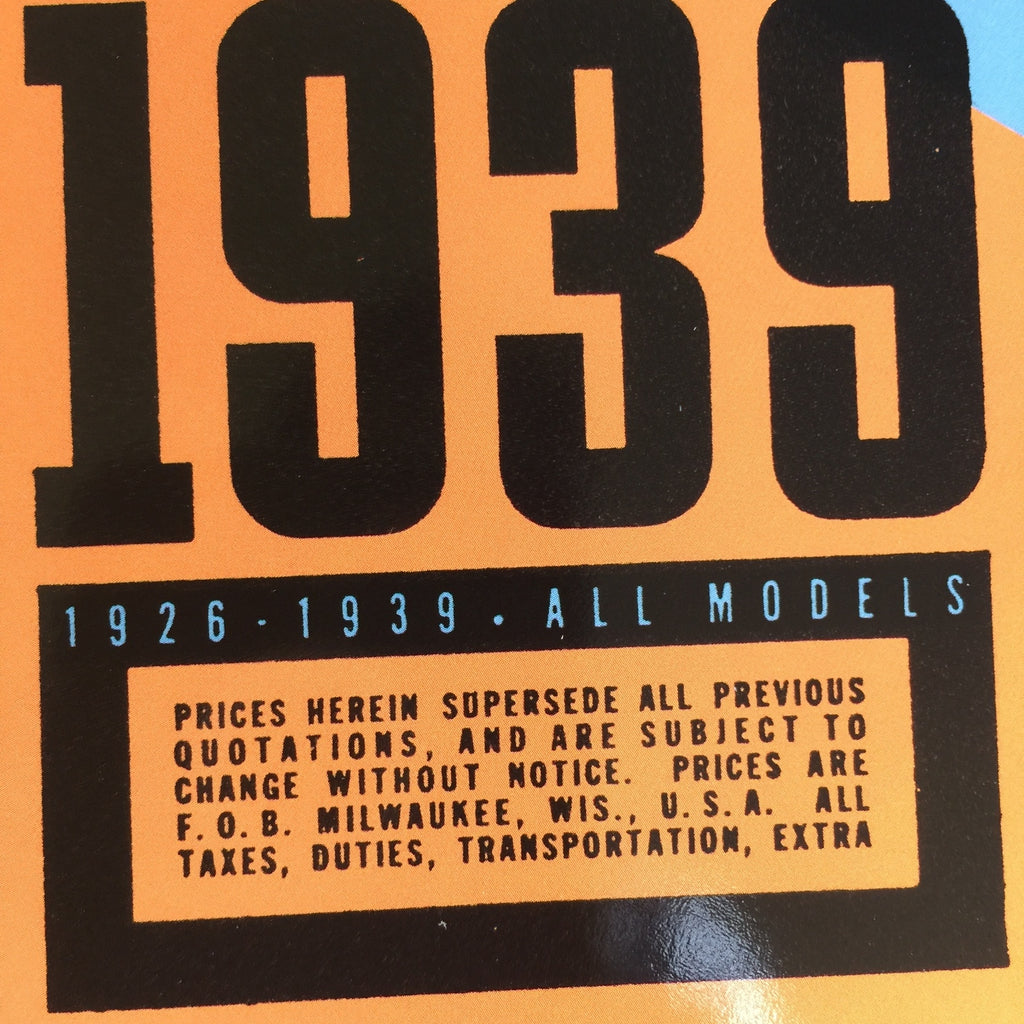 1939
1926-1939. ALL MODELS
PRICES HEREIN SUPERSEDE ALL PREVIOUS
QUOTATIONS, AND ARE SUBJECT TO
CHANGE WITHOUT NOTICE. PRICES ARE
F.O.B. MILWAUKEE, WIS., U.S.A. ALL
TAXES, DUTIES, TRANSPORTATION, EXTRA